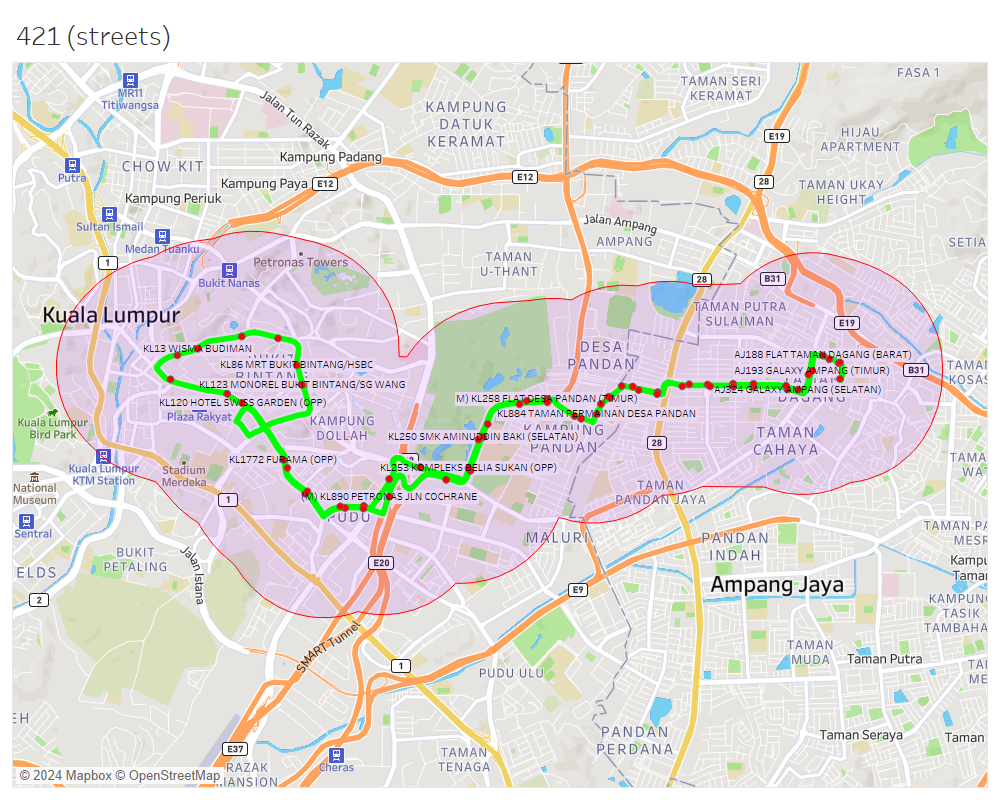 421 (streets)
FASA 1
MR11
Titiwangsa
TAMAN SERI
KERAMAT
Jalan Tun Razak
KAMPUNG
DATUK
KERAMAT
E19
HIJAU
APARTMENT
CHOW KIT
Kampung Padang
Putra
Kampung Paya
E12
E12
28
TAMAN UKAY
HEIGHT
Kampung Periuk
Sultan Ismail
Jalan Ampang
AMPANG
Medan Tuanku
SETIA
1
Petronas Towers
TAMAN
U-THANT
Bukit Nanas
28
B31
TAMAN PUTRA
SULAIMAN
Kuala Lumpur
E19
KL13 WISMA BUDIMAN
DESA
PANDAN
AJ188 FLAT TAMAN DAGANG (BARAT)
KL86 MRT BUKIT BINTANG/HSBC
AJ193 GALAXY AMPANG (TIMUR)
B31
TAMAN
KOSAS
KL123 MONOREL BUKIT BINTANG/SG WANG
AJ324 GALAXY AMPANG (SELATAN)
DAGANG
KL120 HOTEL SWISS GARDEN (OPP)
M) KL258 FLAT DESA PANDAN (TIMUR)
Plaza Rakyat
KL884 TAMAN PERMAINAN DESA PANDAN
Kuala Lumpur
Bird Park
KAMPUNG
DOLLAH
KAMPUNG
PANDAN
KL250 SMK AMINUDDIN BAKI (SELATAN)
28
TAMAN
CAHAYA
Kuala Lumpur
KTM Station
KL1772 FURAMA (OPP)
KL253 KOMPLEKS BELIA SUKAN (OPP)
TAMAN
WA
Stadium
Merdeka
National
Museum
1
M) KL890 PETRONAS JLN COCHRANE
TAMAN
PANDAN JAYA
PUDU
Sentral
TAMAN PA
MESR
MALURI
PANDAN
INDAH
BUKIT
PETALING
Jalan Istana
E20
Kampu
Tamar
ELDS
Ampang Jaya
E9
2
KAMPUNG
TASIK
TAMBAHA
SMART Tunnel
TAMAN
MUDA
Taman Putra
1
PUDU ULU
TAI
ME
EH
E37
PANDAN
PERDANA
Taman Seraya
Taman
Cheras
TAMAN
TENAGA
RAZAK
MANSION
© 2024 Mapbox © OpenStreetMap